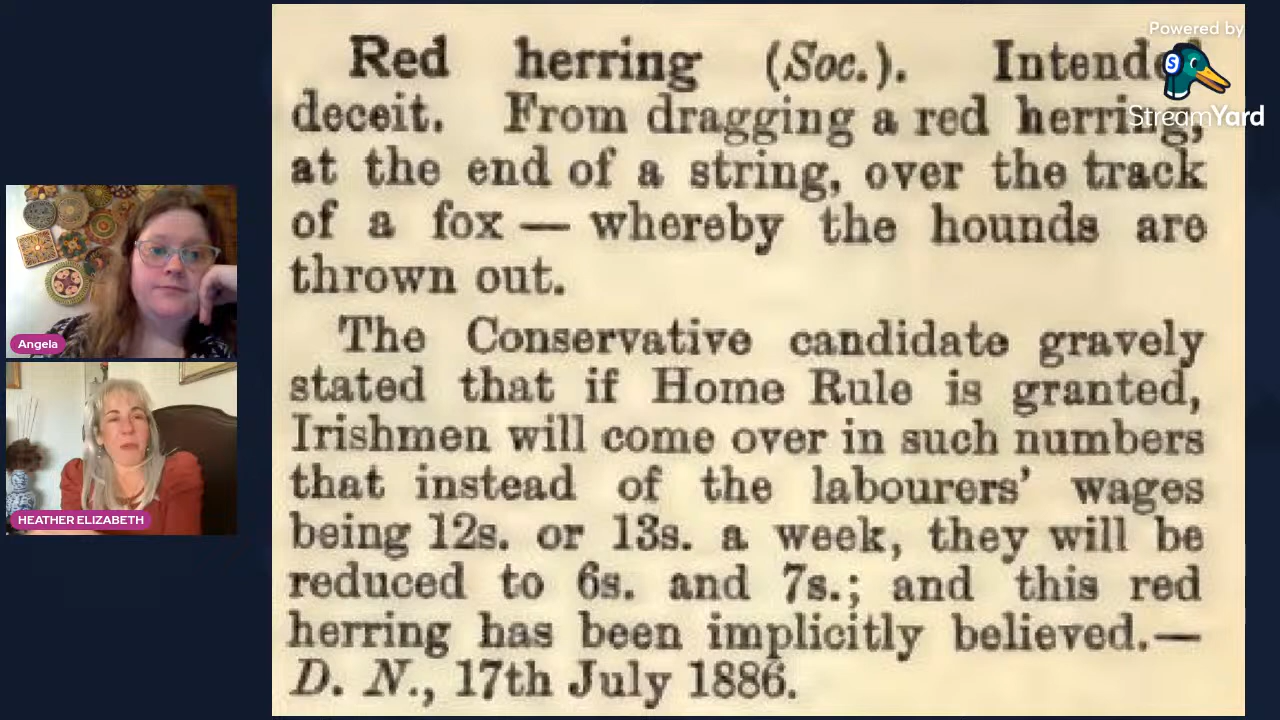 Red herring (Soc.). Intended
deceit. From dragging a red herring,
at the end of a string, over the track
of a fox — whereby the hounds are
thrown out.
The Conservative candidate gravely
stated that if Home Rule is granted,
Irishmen will come over in such numbers
that instead of the labourers' wages
being 12s. or 13s. a week, they will be
reduced to 6s. and 7s.; and this red
herring has been implicitly believed.—
D. N., 17th July 1886.
Powered by
StreamYard
S
Angela
HEATHER ELIZABETH